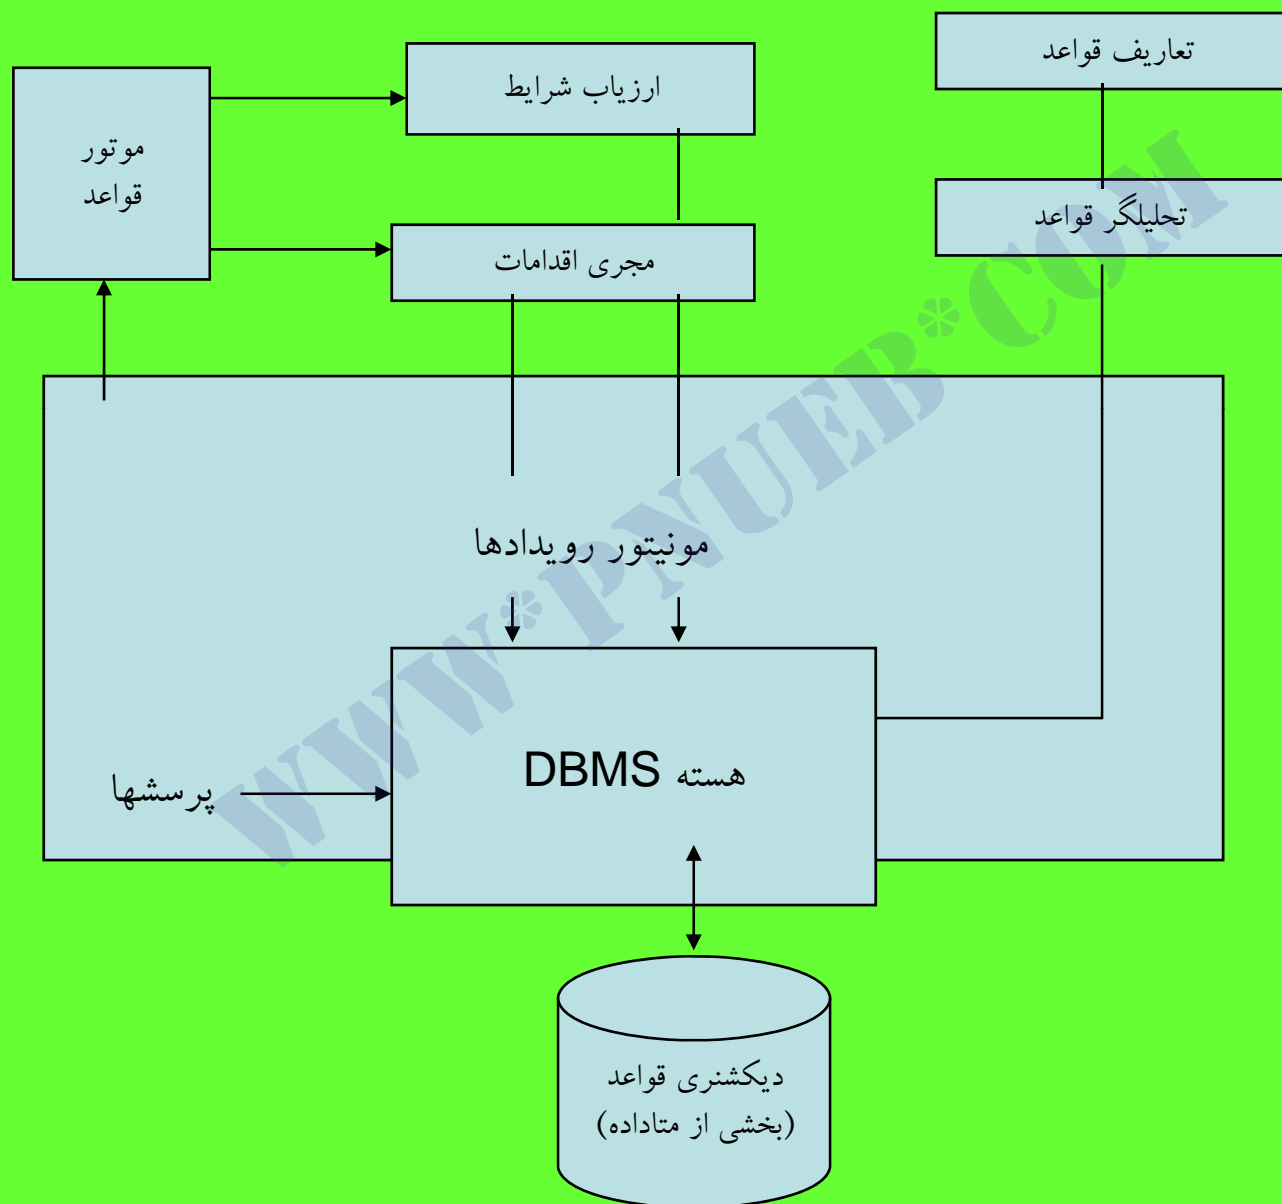 تعاریف قواعد
ارزیاب شرایط
موتور
قواعد
تحلیلگر قواعد
مجری اقدامات
مونیتور رویدادها
هسته DBMS
پرسشها
دیکشنری قواعد
(بخشی از متاداده)
WWW*PNUEB*COM